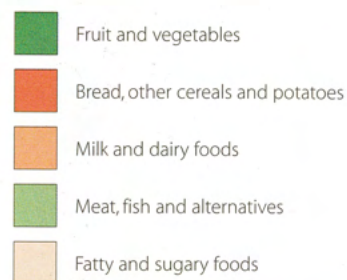 Fruit and vegetables
Bread, other cereals and potatoes
Milk and dairy foods
Meat, fish and alternatives
Fatty and sugary foods